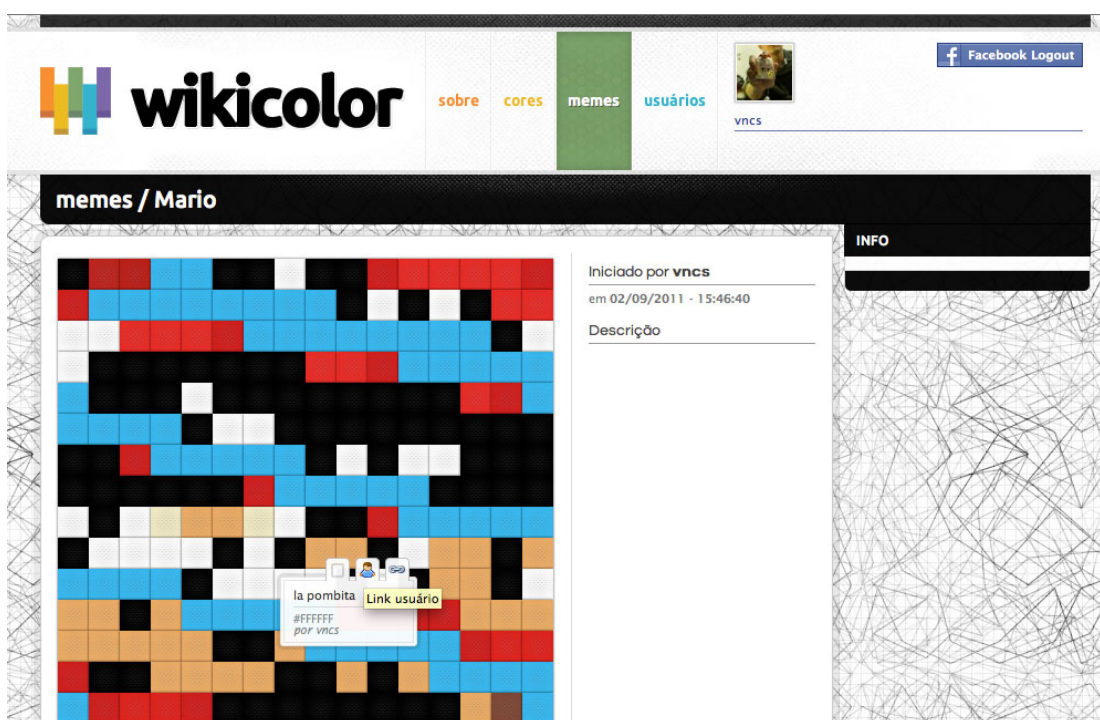 wikicolor
sobre cores memes usuários
vncs
Facebook Logout
memes / Mario
INFO
Iniciado por vncs
em 02/09/2011 - 15:46:40
Descrição
la pombita
Link usuário
#FFFFFF
por vncs